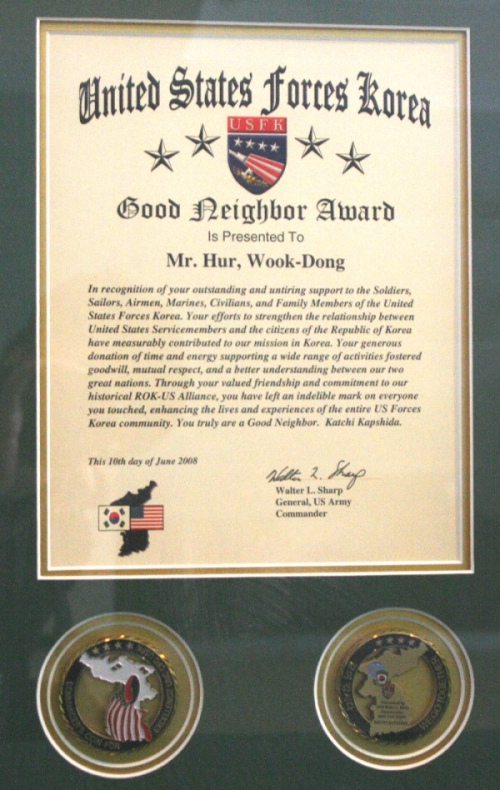 United States Forces Korea
USFK
Good Neighbor Award
Is Presented To
Mr. Hur, Wook-Dong
In recognition of your outstanding and untiring support to the Soldiers,
Sailors, Airmen, Marines, Civilians, and Family Members of the United
States Forces Korea. Your efforts to strengthen the relationship between
United States Servicemembers and the citizens of the Republic of Korea
have measurably contributed to our mission in Korea. Your generous
donation of time and energy supporting a wide range of activities fostered
goodwill, mutual respect, and a better understanding between our two
great nations. Through your valued friendship and commitment to our
historical ROK-US Alliance, you have left an indelible mark on everyone
you touched, enhancing the lives and experiences of the entire US Forces
Korea community. You truly are a Good Neighbor. Katchi Kapshida.
This 10th day of June 2008
Walter L. Sharp
Walter L. Sharp
General, US Army
Commander
COIN FOR